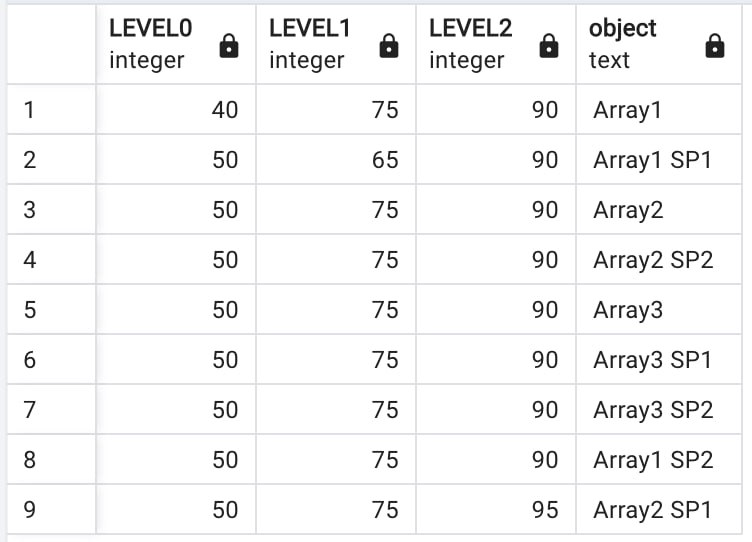 LEVEL0 LEVEL1 LEVEL2 object
integer integer integer text
1 40 75 90 Array1
2 50 65 90 Array1 SP1
3 50 75 90 Array2
4 50 75 90 Array2 SP2
5 50 75 90 Array3
6 50 75 90 Array3 SP1
7 50 75 90 Array3 SP2
8 50 75 90 Array1 SP2
9 50 75 95 Array2 SP1